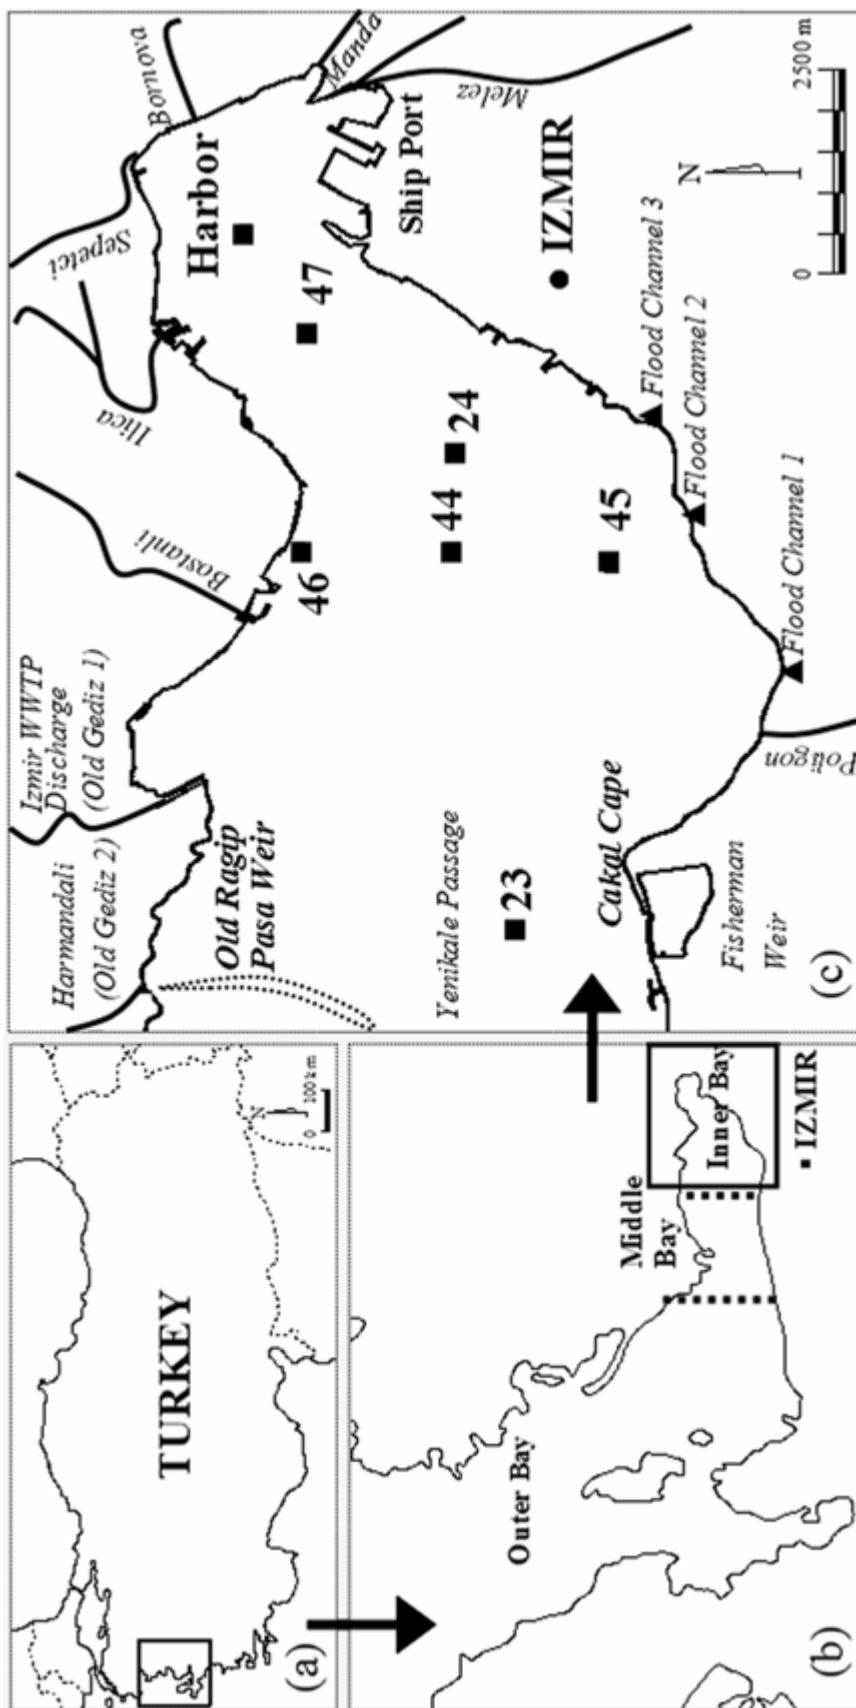 TURKEY
N
0 100 km
(a)
Outer Bay
Middle
Bay
Inner Bay
IZMIR
(b)
Harmandali
(Old Gediz 2)
Izmir WWTP
Discharge
(Old Gediz 1)
Bostanli
Ilica
Sepetci
Bornova
Manda
Melez
Old Ragip
Pasa Weir
Harbor
47
46
Ship Port
Yenikale Passage
44
24
23
45
IZMIR
Cakal Cape
Flood Channel 3
Flood Channel 2
Flood Channel 1
Poligon
Fisherman
Weir
N
0 2500 m
(c)